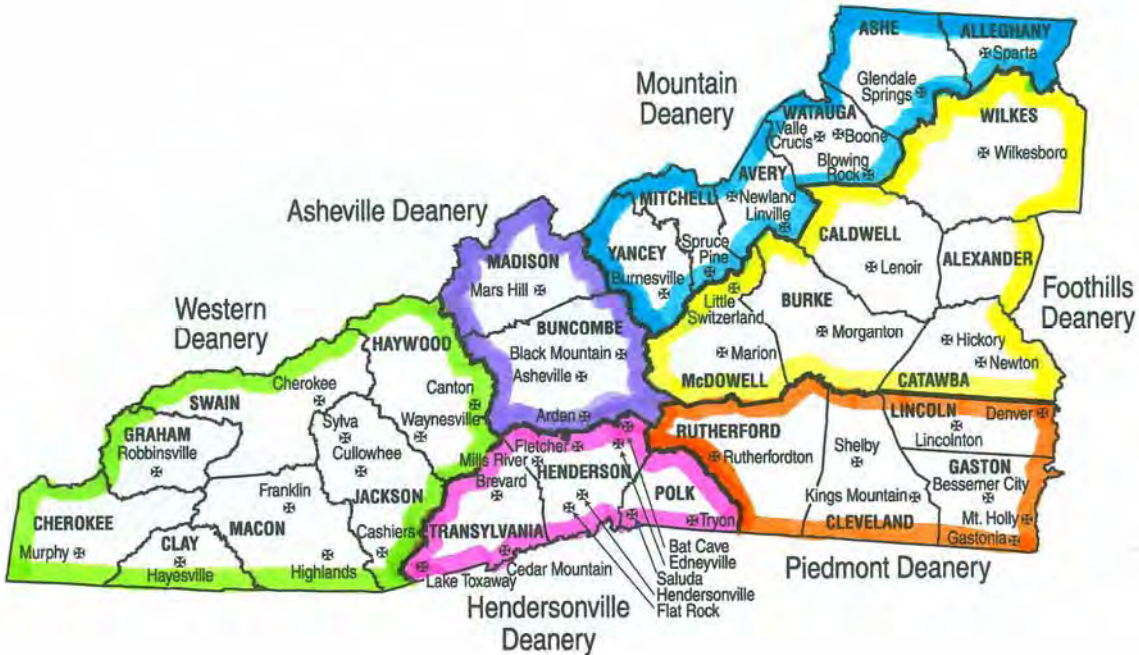 ASHE
ALLEGHANY
Sparta
Glendale
Springs
Mountain
Deanery
WATAUGA
Valle
Crucis
Boone
Blowing
Rock
WILKES
Wilkesboro
AVERY
Newland
Linville
MITCHELL
YANCEY
Spruce
Pine
Burnesville
Asheville Deanery
MADISON
Mars Hill
BUNCOMBE
Black Mountain
Asheville
Arden
CALDWELL
Lenoir
ALEXANDER
Foothills
Deanery
Little
Switzerland
BURKE
Morganton
Marion
McDOWELL
Hickory
Newton
CATAWBA
Western
Deanery
HAYWOOD
Canton
Waynesville
Cherokee
SWAIN
Sylva
Cullowhee
GRAHAM
Robbinsville
JACKSON
Cashiers
Franklin
MACON
Highlands
CHEROKEE
Murphy
CLAY
Hayesville
Fletcher
Mills River
HENDERSON
Brevard
TRANSYLVANIA
POLK
Tryon
Lake Toxaway
Cedar Mountain
Bat Cave
Edneyville
Saluda
Hendersonville
Flat Rock
Hendersonville
Deanery
RUTHERFORD
Rutherfordton
Shelby
Kings Mountain
CLEVELAND
LINCOLN
Denver
Lincolnton
GASTON
Bessemer City
Mt. Holly
Gastonia
Piedmont Deanery